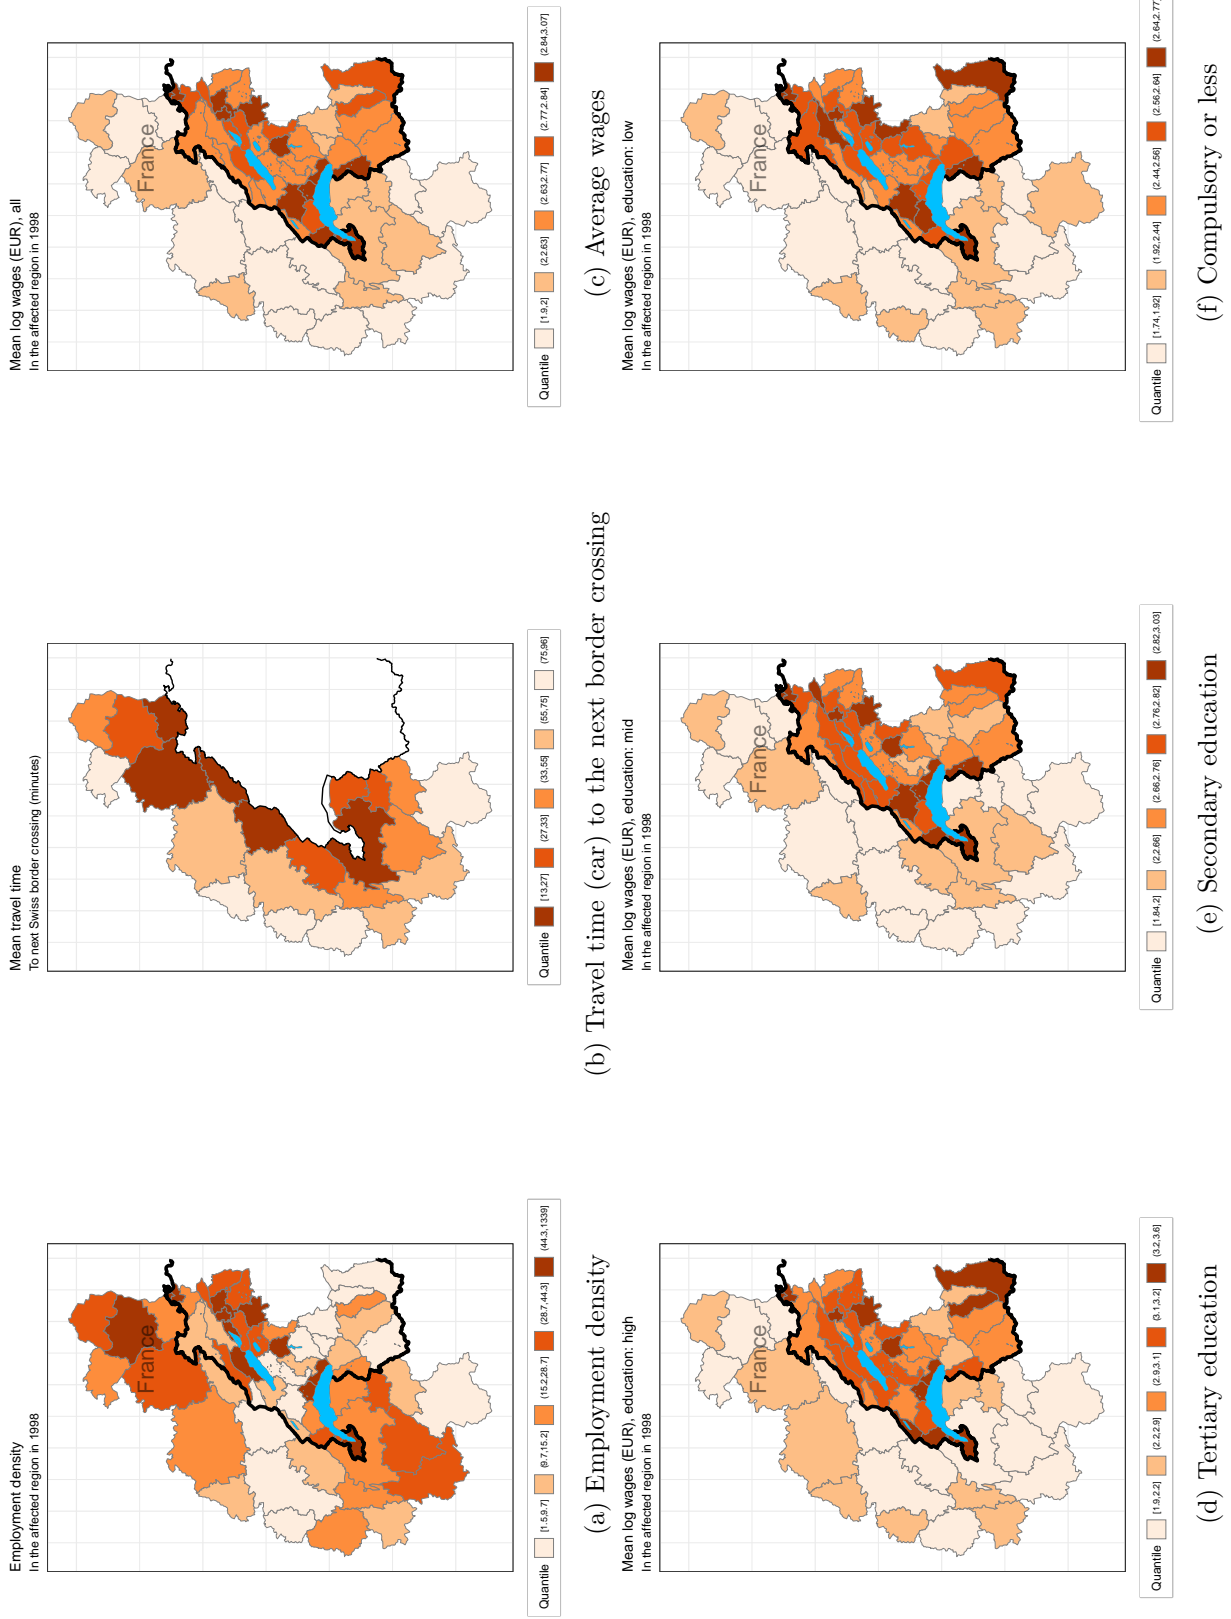 Employment density
In the affected region in 1998
France
Quantile [1.5,9.7] (9.7,15.2] (15.2,28.7] (28.7,44.3] (44.3,1339]
(a) Employment density
Mean travel time
To next Swiss border crossing (minutes)
Quantile [13,27] (27,33] (33,55] (55,75] (75,96]
(b) Travel time (car) to the next border crossing
Mean log wages (EUR), all
In the affected region in 1998
France
Quantile [1.9,2] (2,2.63] (2.63,2.77] (2.77,2.84] (2.84,3.07]
(c) Average wages
Mean log wages (EUR), education: high
In the affected region in 1998
France
Quantile [1.9,2.2] (2.2,2.9] (2.9,3.1] (3.1,3.2] (3.2,3.6]
(d) Tertiary education
Mean log wages (EUR), education: mid
In the affected region in 1998
France
Quantile [1.84,2] (2,2.66] (2.66,2.76] (2.76,2.82] (2.82,3.03]
(e) Secondary education
Mean log wages (EUR), education: low
In the affected region in 1998
France
Quantile [1.74,1.92] (1.92,2.44] (2.44,2.56] (2.56,2.64] (2.64,2.77]
(f) Compulsory or less